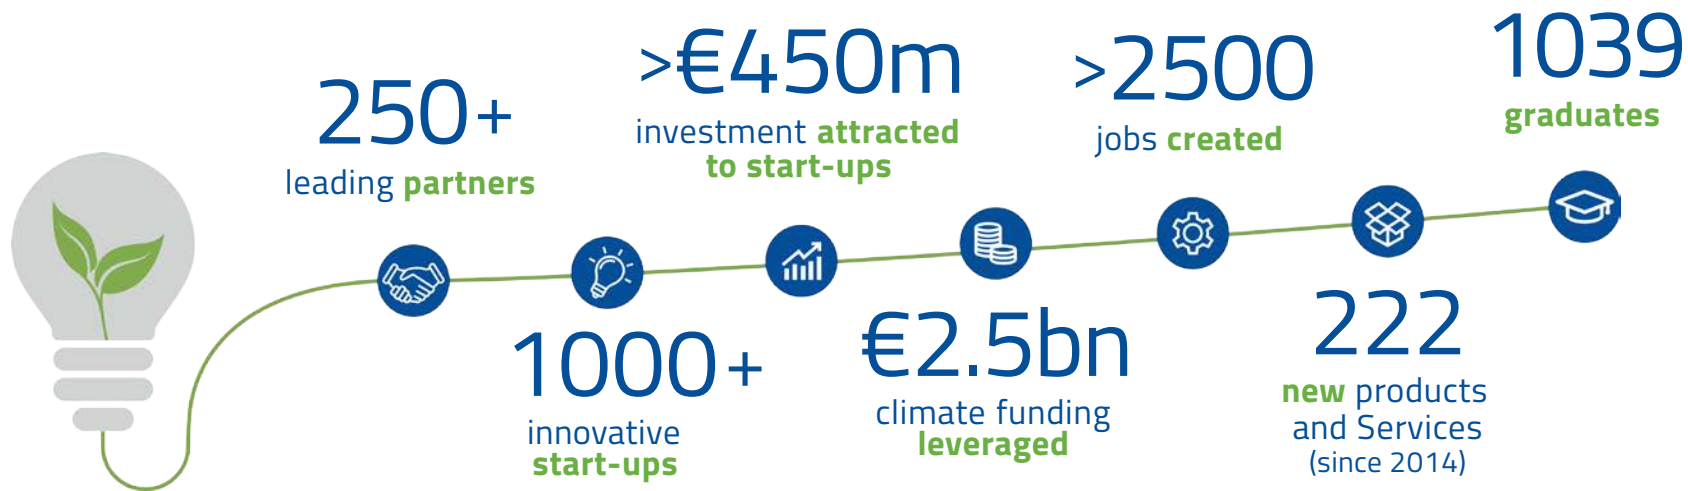 250+
leading partners
1000+
innovative
start-ups
>€450m
investment attracted
to start-ups
€2.5bn
climate funding
leveraged
>2500
jobs created
222
new products
and Services
(since 2014)
1039
graduates